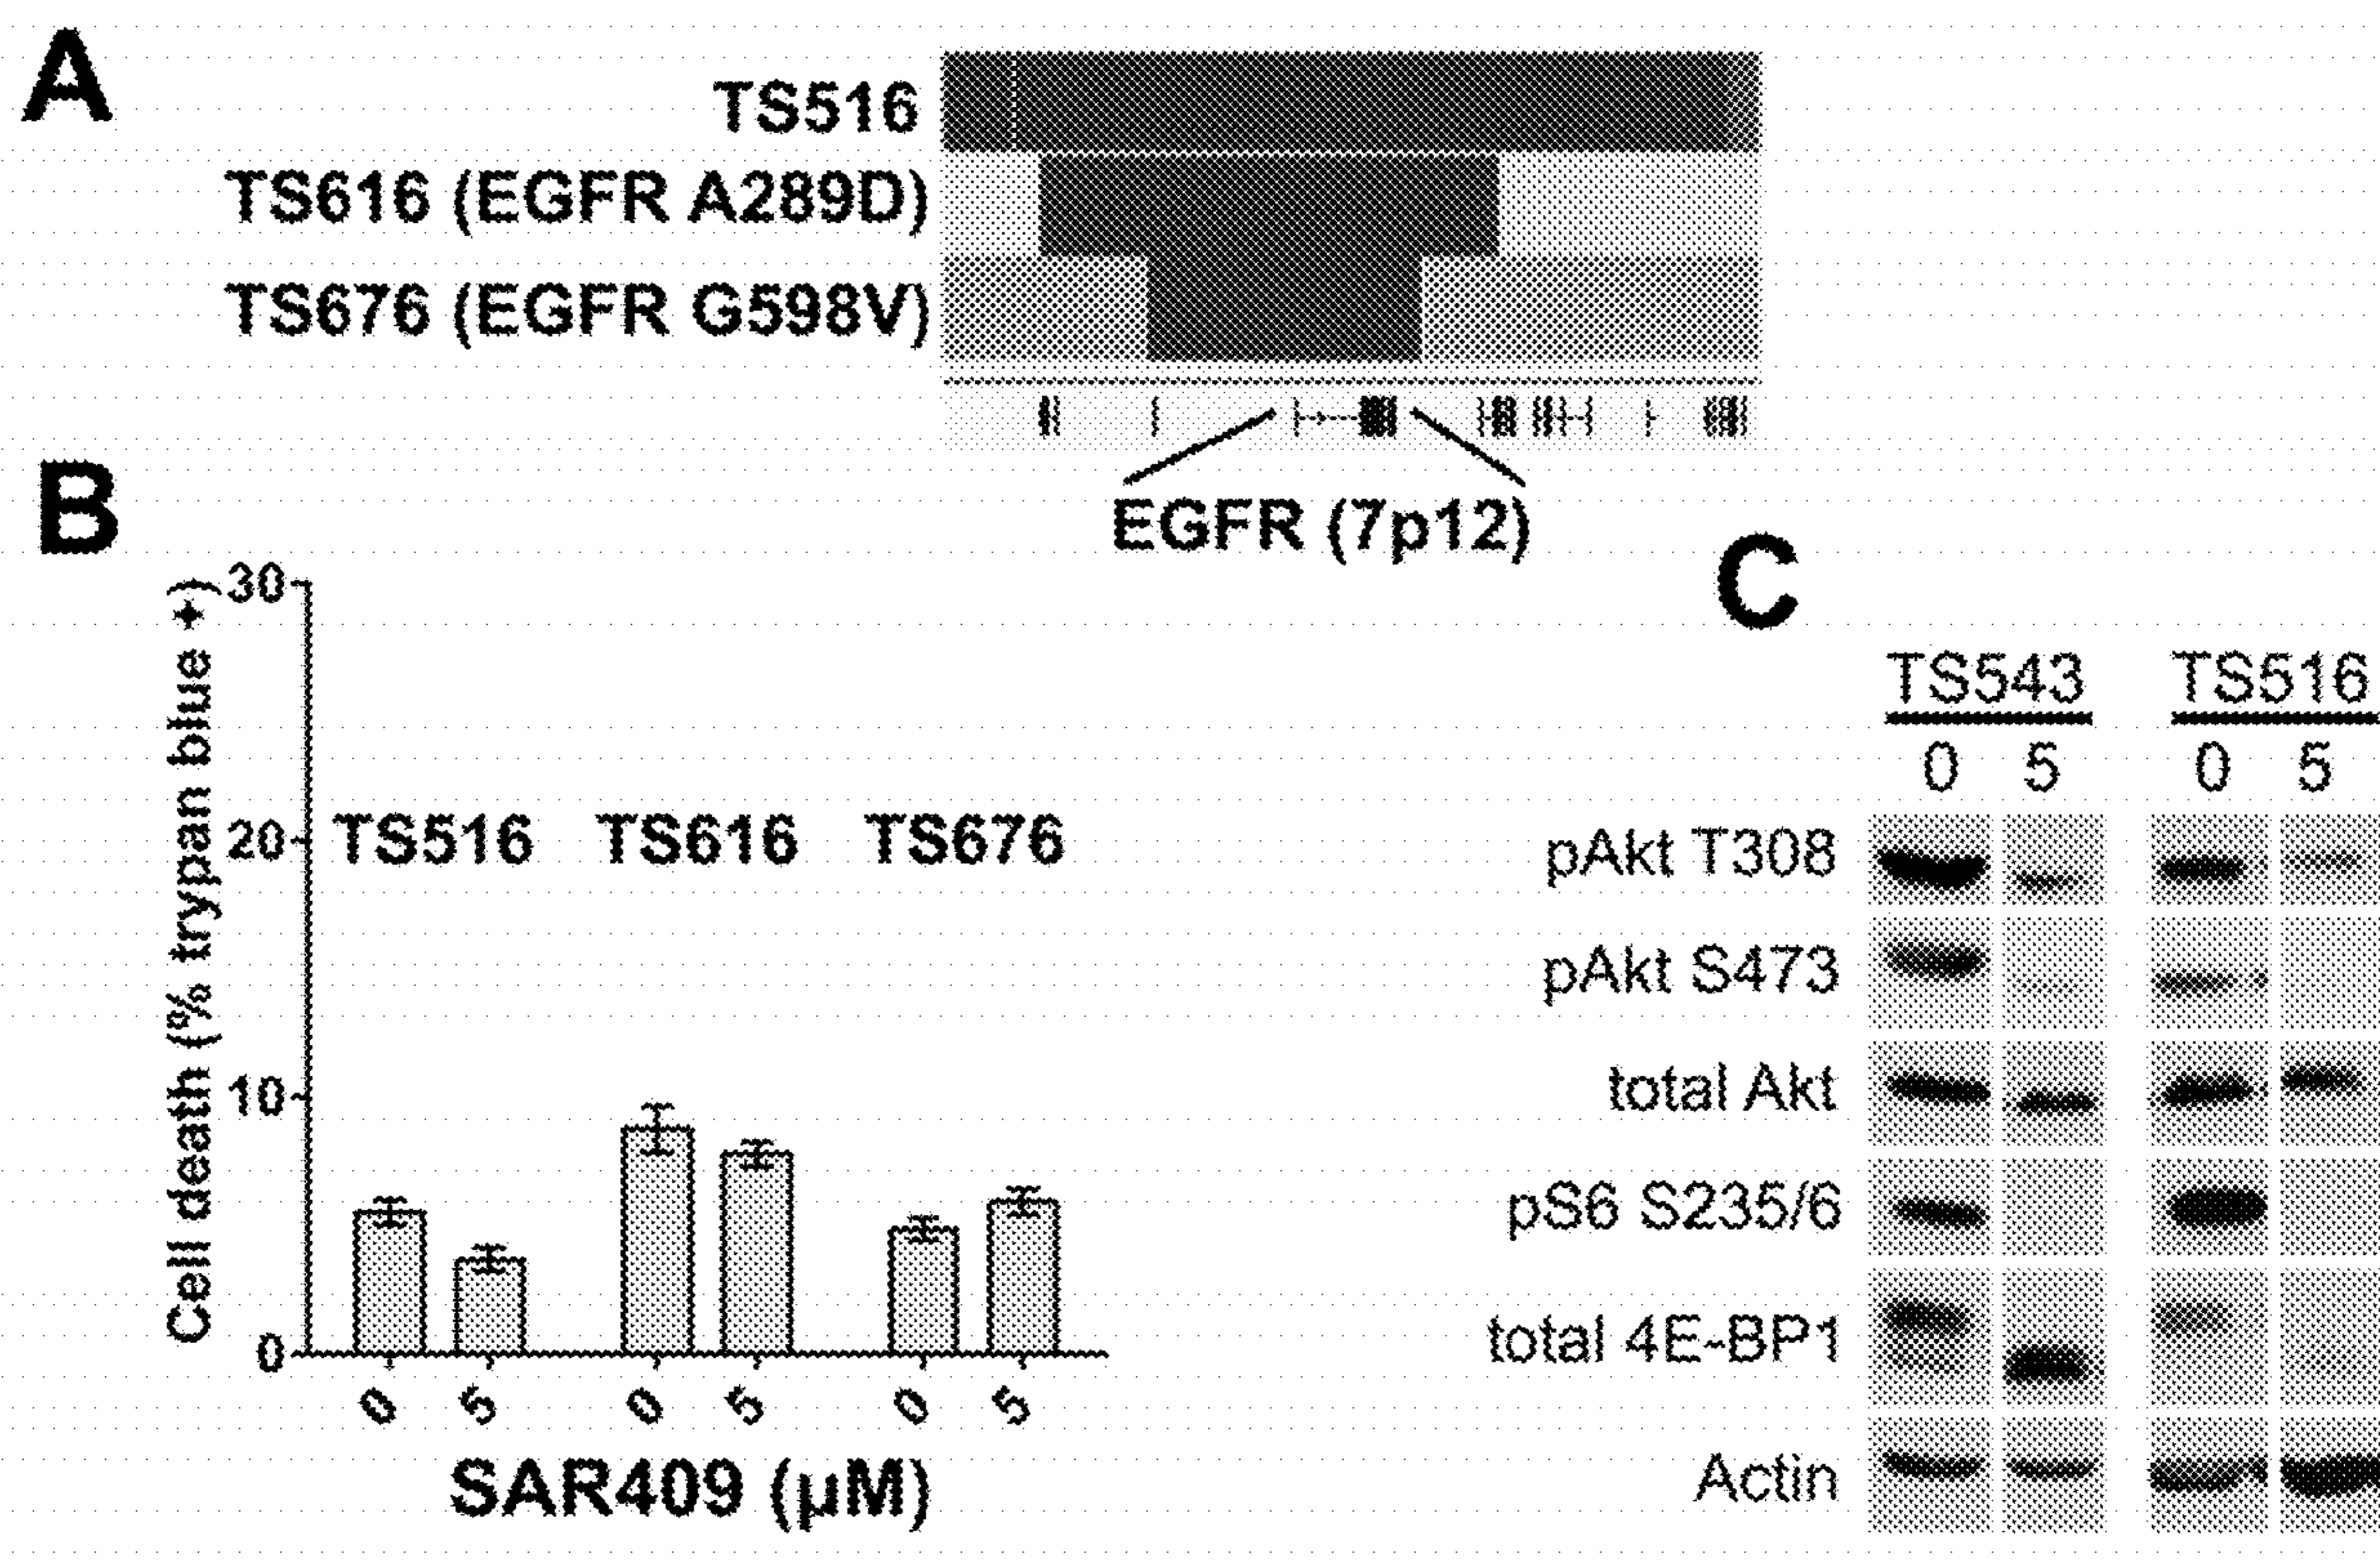 A
TS516
TS616 (EGFR A289D)
TS676 (EGFR G598V)
EGFR (7p12)
B
Cell death (% trypan blue +)
30
20
10
0
TS516 TS616 TS676
0 5 0 5 0 5
SAR409 (µM)
C
TS543 TS516
0 5 0 5
pAkt T308
pAkt S473
total Akt
pS6 S235/6
total 4E-BP1
Actin